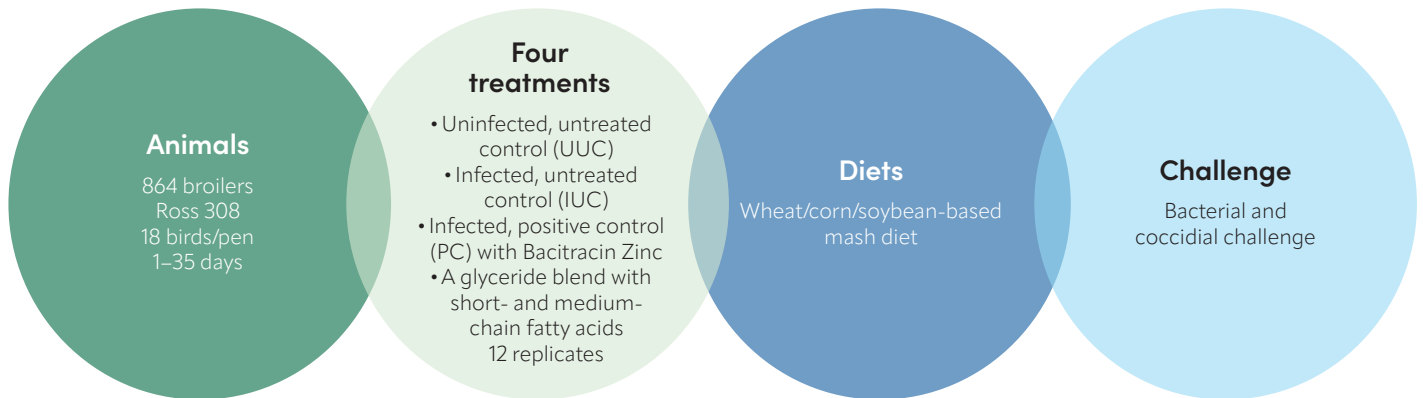 Animals
864 broilers
Ross 308
18 birds/pen
1–35 days
Four
treatments
• Uninfected, untreated
control (UUC)
• Infected, untreated
control (IUC)
• Infected, positive control
(PC) with Bacitracin Zinc
• A glyceride blend with
short- and medium-
chain fatty acids
12 replicates
Diets
Wheat/corn/soybean-based
mash diet
Challenge
Bacterial and
coccidial challenge